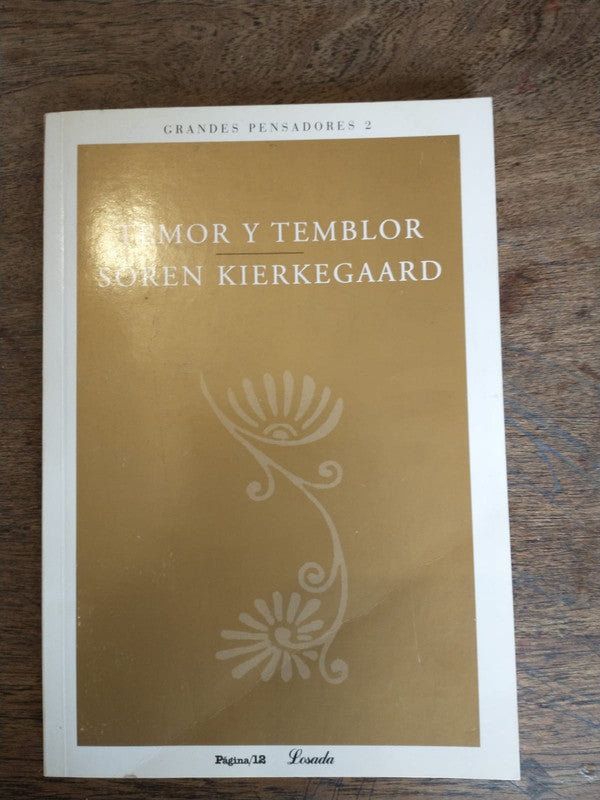 GRANDES PENSADORES 2
TEMOR Y TEMBLOR
SOREN KIERKEGAARD
Página/12 Losada